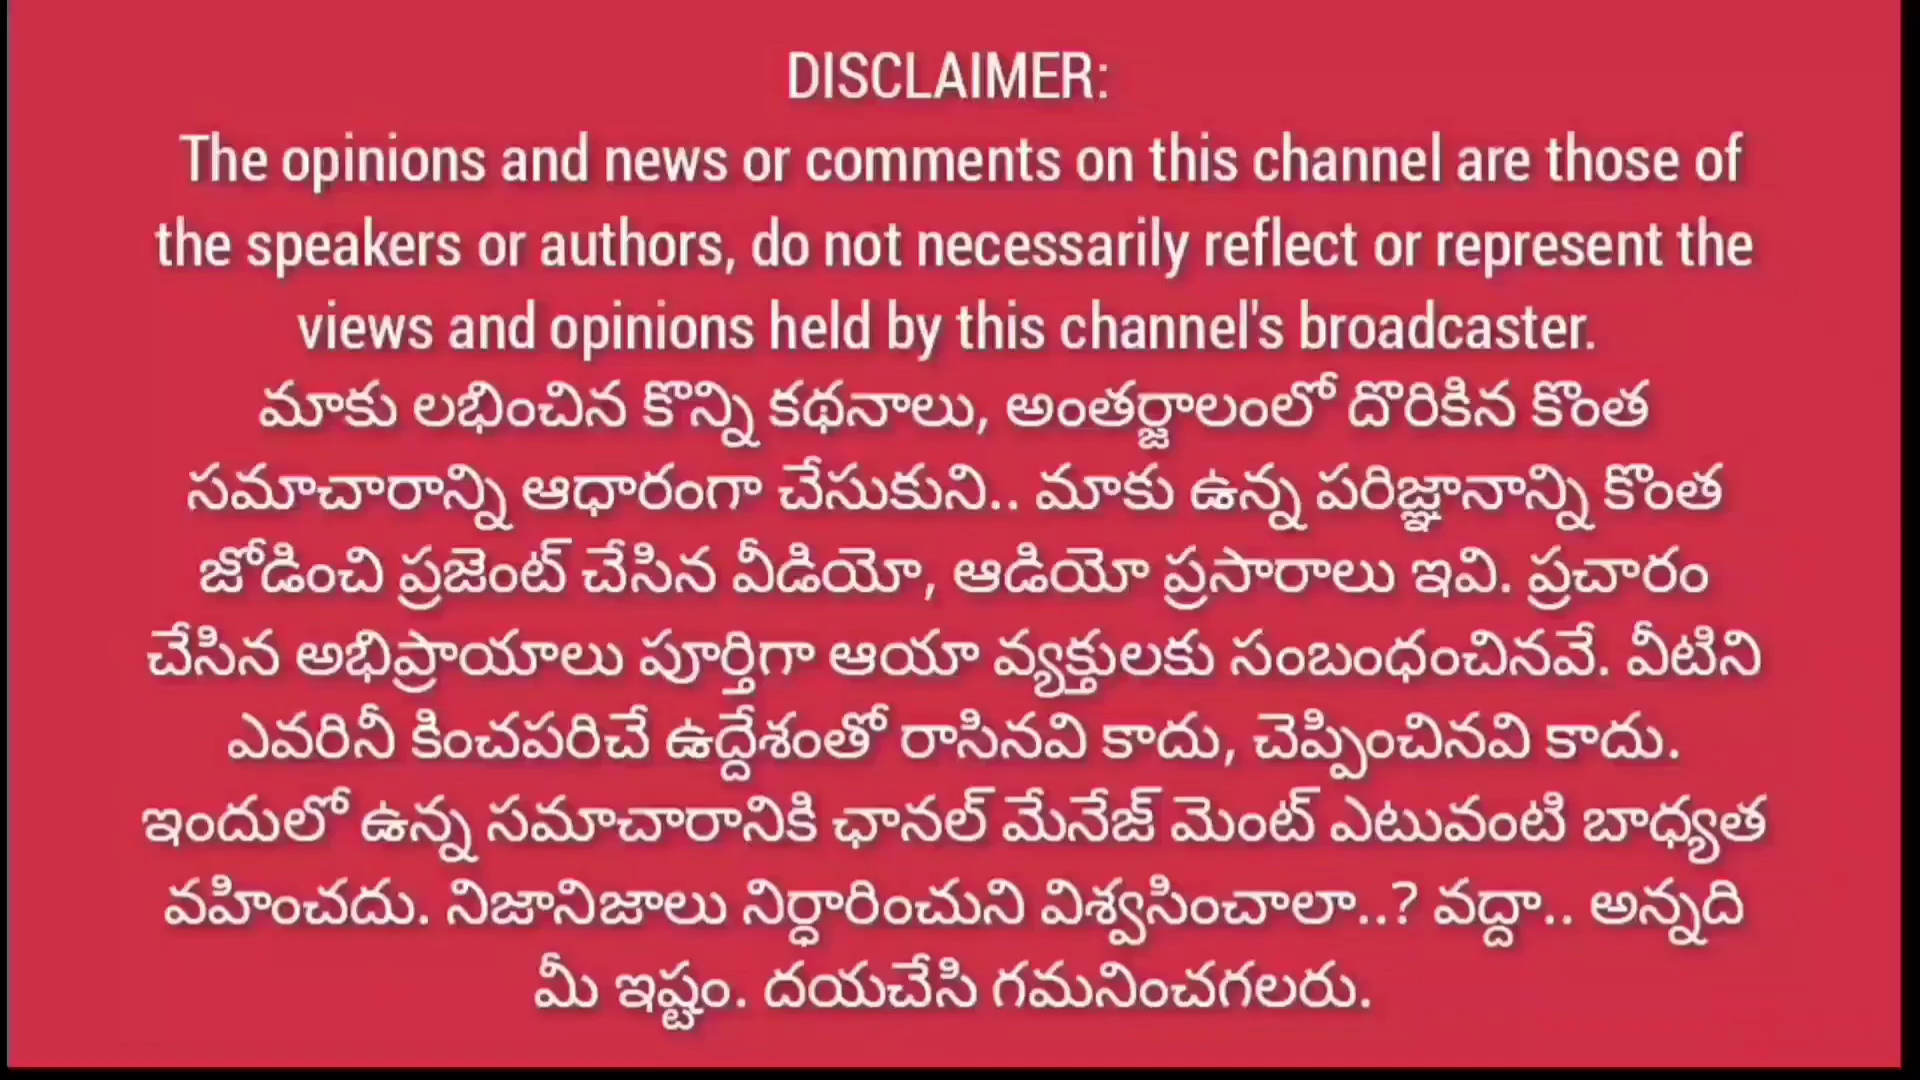 DISCLAIMER:
The opinions and news or comments on this channel are those of
the speakers or authors, do not necessarily reflect or represent the
views and opinions held by this channel's broadcaster.
మాకు లభించిన కొన్ని కథనాలు, అంతర్జాలంలో దొరికిన కొంత
సమాచారాన్ని ఆధారంగా చేసుకుని.. మాకు ఉన్న పరిజ్ఞానాన్ని కొంత
జోడించి ప్రజెంట్ చేసిన వీడియో, ఆడియో ప్రసారాలు ఇవి. ప్రచారం
చేసిన అభిప్రాయాలు పూర్తిగా ఆయా వ్యక్తులకు సంబంధించినవే. వీటిని
ఎవరినీ కించపరిచే ఉద్దేశంతో రాసినవి కాదు, చెప్పించినవి కాదు.
ఇందులో ఉన్న సమాచారానికి ఛానల్ మేనేజ్ మెంట్ ఎటువంటి బాధ్యత
వహించదు. నిజానిజాలు నిర్ధారించుని విశ్వసించాలా..? వద్దా.. అన్నది
మీ ఇష్టం. దయచేసి గమనించగలరు.